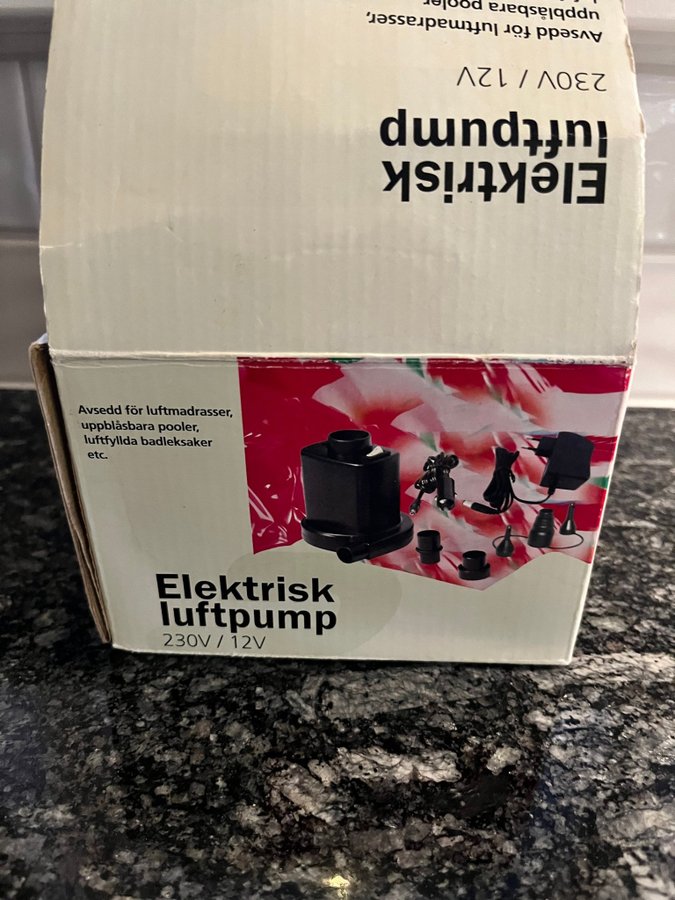 uppblåsbara pooler,
Avsedd för luftmadrasser,
230V / 12V
luftpump
Elektrisk
Avsedd för luftmadrasser,
uppblåsbara pooler,
luftfyllda badleksaker
etc.
Elektrisk
luftpump
230V / 12V